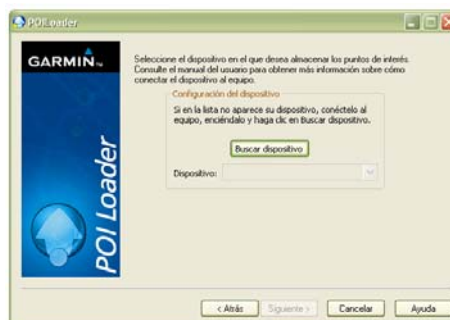 POI Loader
GARMIN™
POI Loader
Seleccione el dispositivo en el que desea almacenar los puntos de interés.
Consulte el manual del usuario para obtener más información sobre cómo
conectar el dispositivo al equipo.
Configuración del dispositivo
Si en la lista no aparece su dispositivo, conéctelo al
equipo, enciéndalo y haga clic en Buscar dispositivo.
Buscar dispositivo
Dispositivo:
< Atrás
Siguiente >
Cancelar
Ayuda